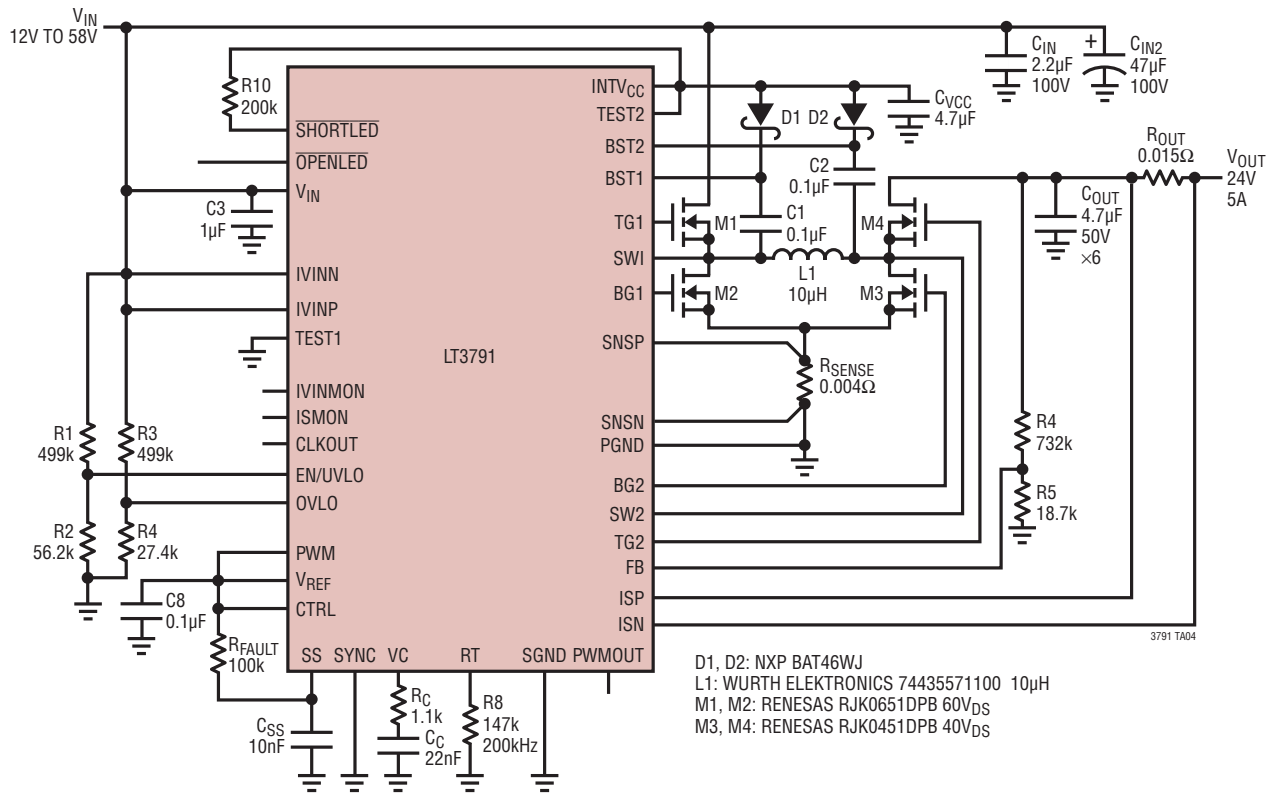 VIN
12V TO 58V
R10
200k
SHORTLED
OPENLED
VIN
C3
1µF
IVINN
IVINP
TEST1
IVINMON
ISMON
CLKOUT
R1
499k
R3
499k
EN/UVLO
OVLO
R2
56.2k
R4
27.4k
PWM
VREF
CTRL
C8
0.1µF
RFAULT
100k
SS SYNC VC RT SGND PWMOUT
CSS
10nF
RC
1.1k
CC
22nF
R8
147k
200kHz
LT3791
INTVCC
TEST2
BST2
BST1
TG1
SWI
BG1
SNSP
SNSN
PGND
BG2
SW2
TG2
FB
ISP
ISN
D1 D2
CVCC
4.7µF
C2
0.1µF
C1
0.1µF
M1
M4
M2
M3
L1
10µH
RSENSE
0.004Ω
CIN
2.2µF
100V
+
CIN2
47µF
100V
ROUT
0.015Ω
VOUT
24V
5A
COUT
4.7µF
50V
×6
R4
732k
R5
18.7k
3791 TA04
D1, D2: NXP BAT46WJ
L1: WURTH ELEKTRONICS 74435571100 10µH
M1, M2: RENESAS RJK0651DPB 60VDS
M3, M4: RENESAS RJK0451DPB 40VDS